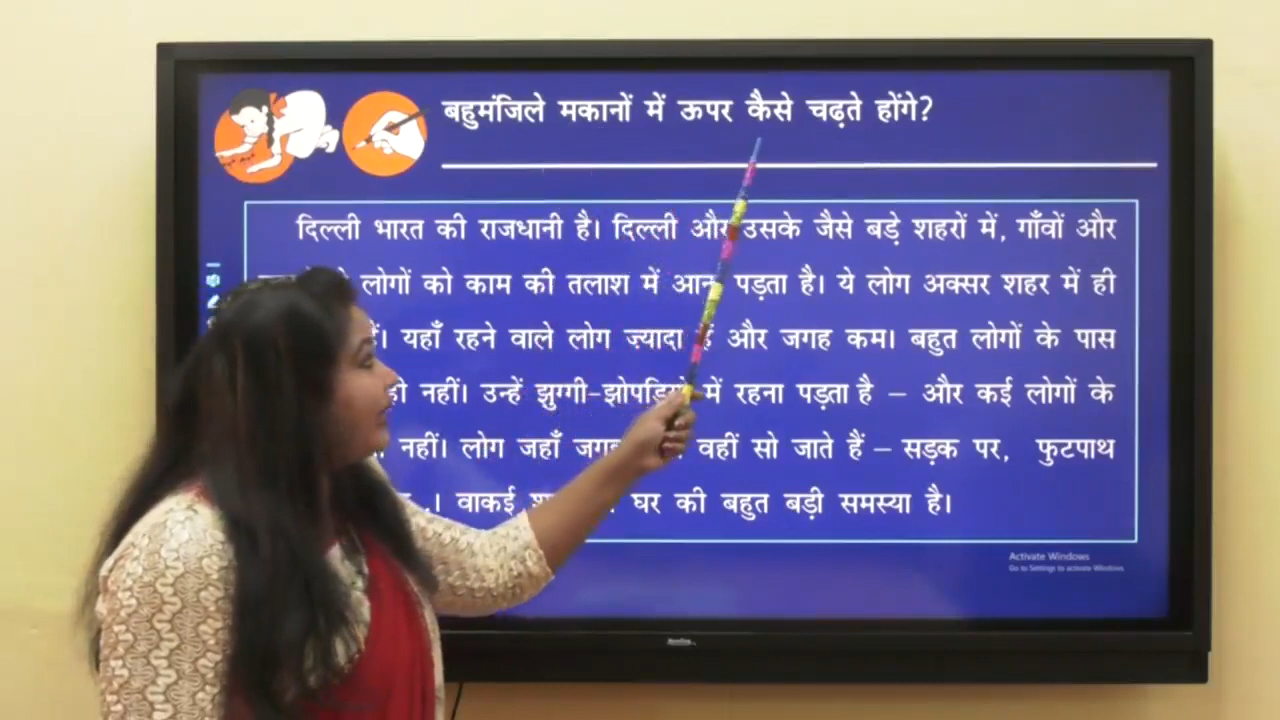 बहुमंजिले मकानों में ऊपर कैसे चढ़ते होंगे?
दिल्ली भारत की राजधानी है। दिल्ली और उसके जैसे बड़े शहरों में, गाँवों और
लोगों को काम की तलाश में पड़ता है। ये लोग अक्सर शहर में ही
यहाँ रहने वाले लोग ज़्यादा हैं और जगह कम। बहुत लोगों के पास
नहीं। उन्हें झुग्गी-झोपड़ियों में रहना पड़ता है – और कई लोगों के
नहीं। लोग जहाँ वहीं सो जाते हैं – सड़क पर, फुटपाथ
वाकई घर की बहुत बड़ी समस्या है।
Activate Windows
Go to Settings to activate Windows.